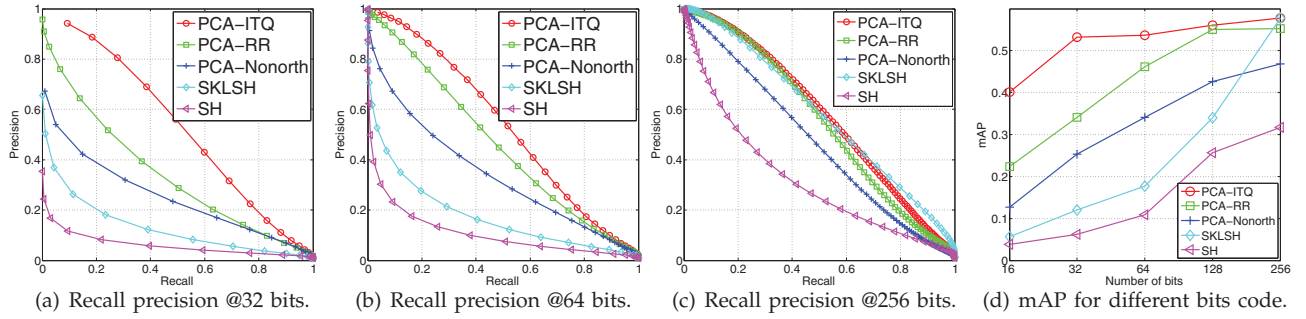 PCA−ITQ
PCA−RR
PCA−Nonorth
SKLSH
SH
Precision
1
0.8
0.6
0.4
0.2
0
0 0.2 0.4 0.6 0.8 1
Recall
(a) Recall precision @32 bits.
PCA−ITQ
PCA−RR
PCA−Nonorth
SKLSH
SH
Precision
1
0.8
0.6
0.4
0.2
0
0 0.2 0.4 0.6 0.8 1
Recall
(b) Recall precision @64 bits.
PCA−ITQ
PCA−RR
PCA−Nonorth
SKLSH
SH
Precision
1
0.8
0.6
0.4
0.2
0
0 0.2 0.4 0.6 0.8 1
Recall
(c) Recall precision @256 bits.
mAP
0.5
0.4
0.3
0.2
0.1
0
PCA−ITQ
PCA−RR
PCA−Nonorth
SKLSH
SH
16 32 64 128 256
Number of bits
(d) mAP for different bits code.